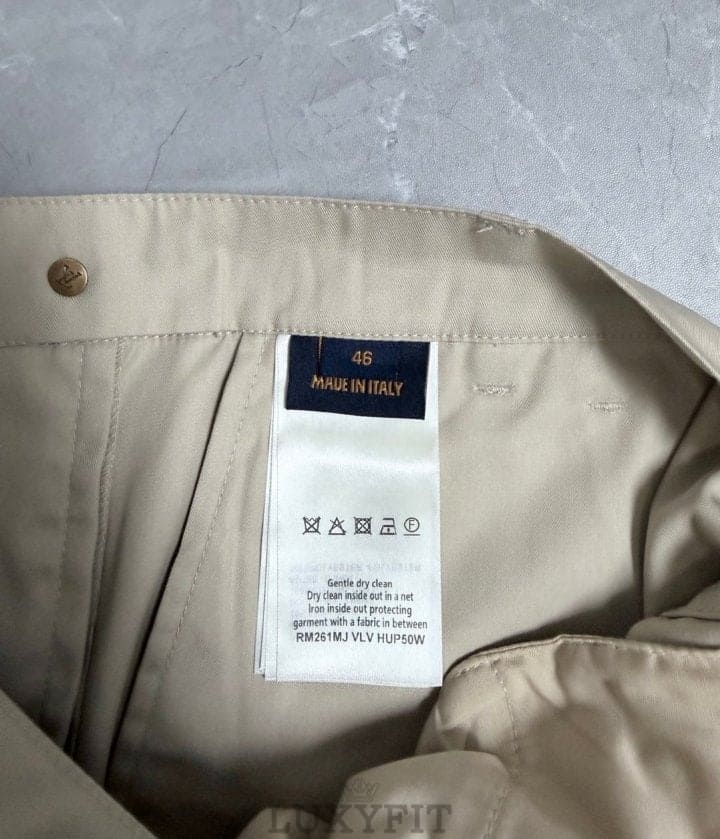 46
MADE IN ITALY
F
Gentle dry clean
Dry clean inside out in a net
Iron inside out protecting
garment with a fabric in between
RM261MJ VLV HUP50W
LUXYFIT